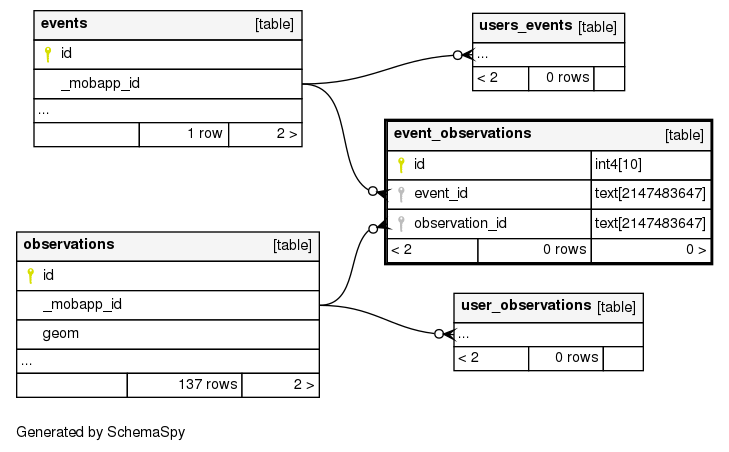 events [table]
id
_mobapp_id
...
1 row 2 >
users_events [table]
...
< 2 0 rows
event_observations [table]
id int4[10]
event_id text[2147483647]
observation_id text[2147483647]
< 2 0 rows 0 >
observations [table]
id
_mobapp_id
geom
...
137 rows 2 >
user_observations [table]
...
< 2 0 rows
Generated by SchemaSpy